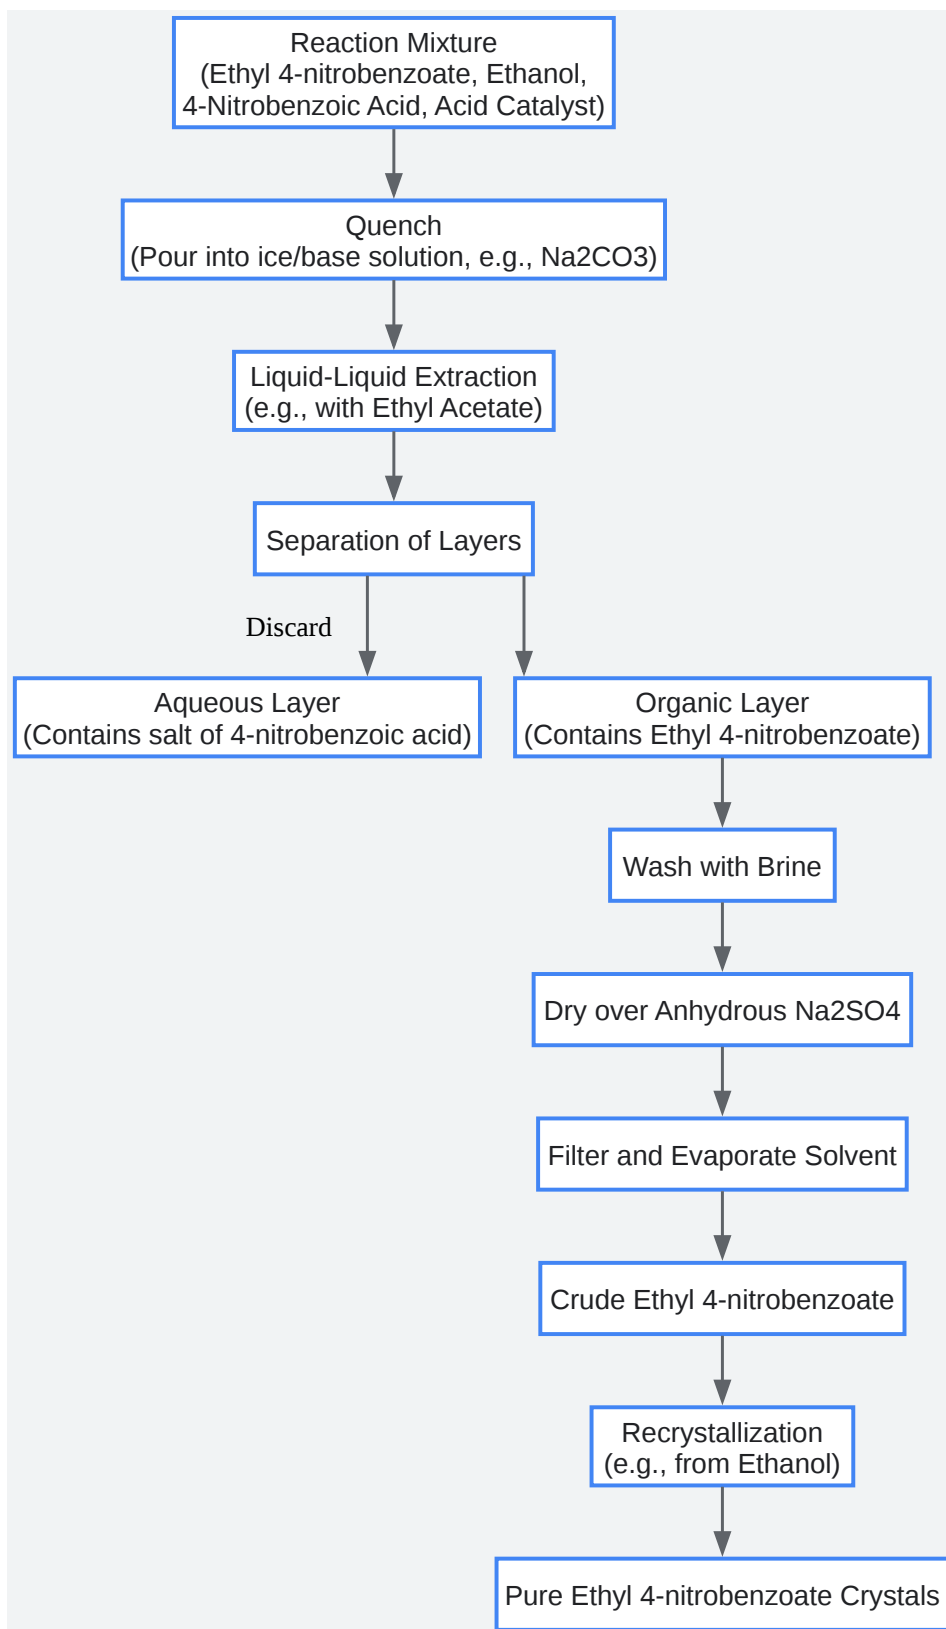 Reaction Mixture
(Ethyl 4-nitrobenzoate, Ethanol,
4-Nitrobenzoic Acid, Acid Catalyst)
Quench
(Pour into ice/base solution, e.g., Na2CO3)
Liquid-Liquid Extraction
(e.g., with Ethyl Acetate)
Separation of Layers
Discard
Aqueous Layer
(Contains salt of 4-nitrobenzoic acid)
Organic Layer
(Contains Ethyl 4-nitrobenzoate)
Wash with Brine
Dry over Anhydrous Na2SO4
Filter and Evaporate Solvent
Crude Ethyl 4-nitrobenzoate
Recrystallization
(e.g., from Ethanol)
Pure Ethyl 4-nitrobenzoate Crystals